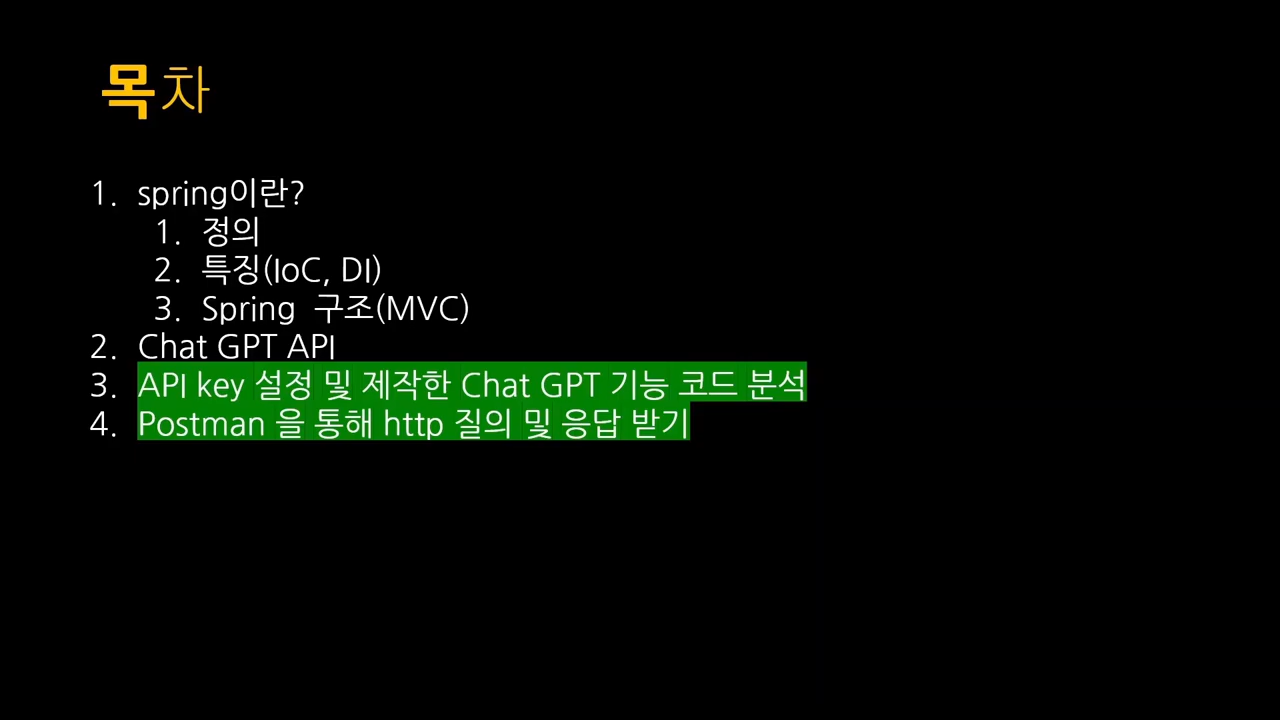 목차
1. spring이란?
1. 정의
2. 특징(IoC, DI)
3. Spring 구조(MVC)
2. Chat GPT API
3. API key 설정 및 제작한 Chat GPT 기능 코드 분석
4. Postman 을 통해 http 질의 및 응답 받기